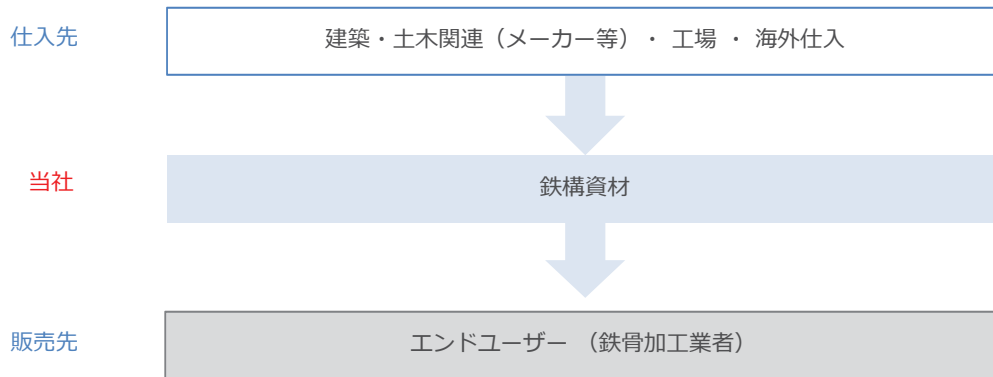 仕入先
建築・土木関連（メーカー等）・ 工場 ・ 海外仕入
当社
鉄構資材
販売先
エンドユーザー （鉄骨加工業者）